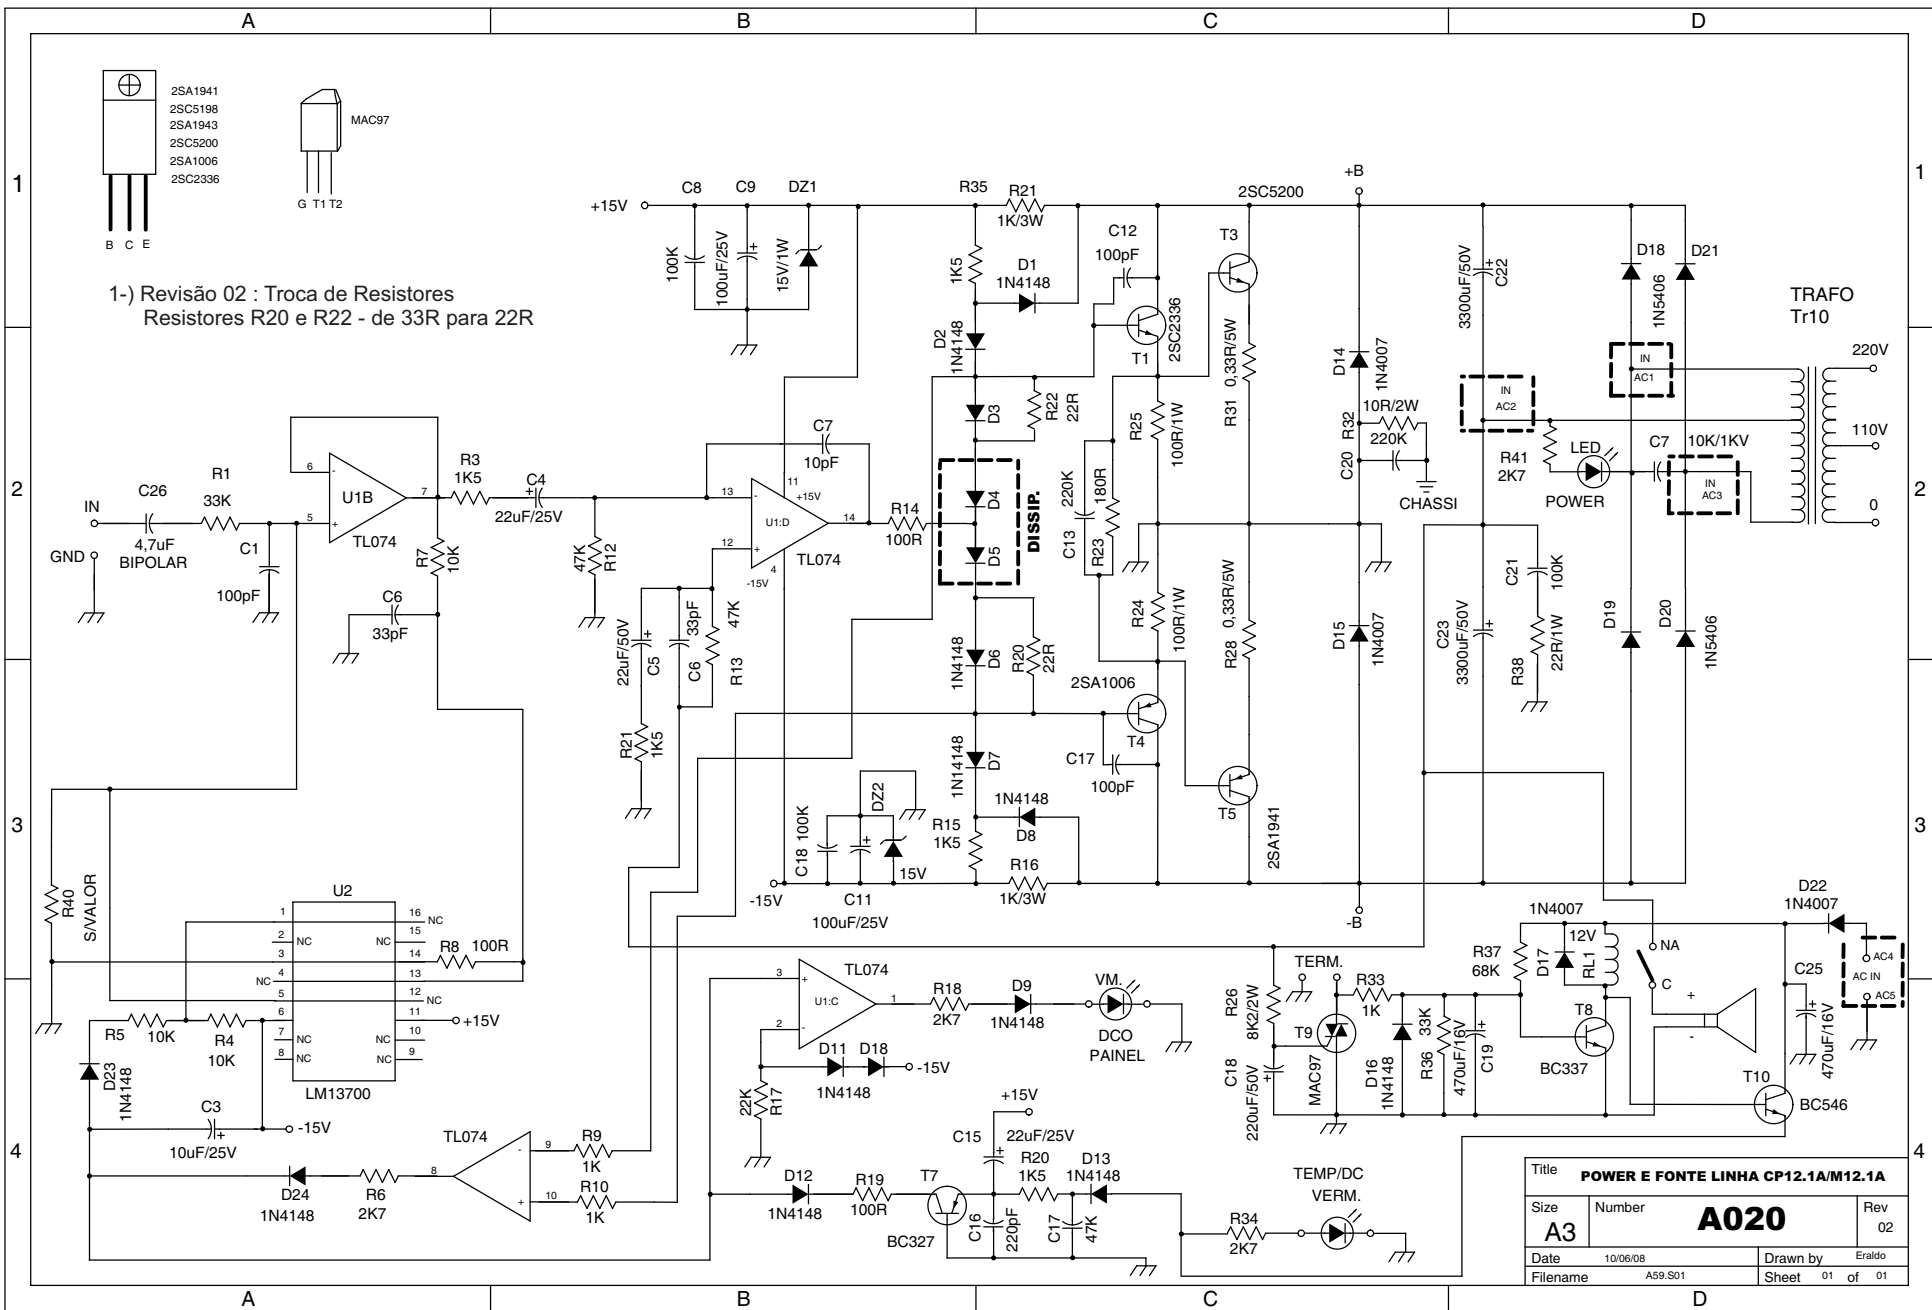 A
B
C
D
1
2
3
4
1
2
3
4
A
B
C
D
2SA1941
2SC5198
2SA1943
2SC5200
2SA1006
2SC2336
B C E
MAC97
G T1 T2
1-) Revisão 02 : Troca de Resistores
Resistores R20 e R22 - de 33R para 22R
+15V
C8
100K
C9
100uF/25V
DZ1
15V/1W
R35
1K5
R21
1K/3W
D1
1N4148
D2
1N4148
D3
R22
22R
C12
100pF
T1
2SC2336
2SC5200
T3
R31 0,33R/5W
+B
D14
1N4007
R32
10R/2W
C20
220K
CHASSI
3300uF/50V
C22
D18
1N5406
D21
TRAFO
Tr10
220V
110V
0
IN
AC1
IN
AC2
IN
AC3
R41
2K7
LED
POWER
C7
10K/1KV
IN
GND
C26
4,7uF
BIPOLAR
R1
33K
C1
100pF
6
-
5
+
U1B
7
TL074
R3
1K5
R7
10K
C6
33pF
C4
+
22uF/25V
47K
R12
C7
10pF
13
-
12
+
11
+15V
U1:D
14
4
-15V
TL074
R14
100R
D4
D5
DISSIP.
R25
100R/1W
C13 220K
R23 180R
R24
100R/1W
R28 0,33R/5W
D15
1N4007
C21
100K
R38
22R/1W
C23
3300uF/50V
D19
D20
1N5406
22uF/50V
C5
33pF
C6
47K
R13
R21
1K5
1N4148
D6
R20
22R
2SA1006
T4
1N14148
D7
C17
100pF
T5
2SA1941
1N4148
D8
R15
1K5
R16
1K/3W
-B
C18 100K
DZ2
15V
-15V
C11
100uF/25V
R40
S/VALOR
U2
1
2 NC
3
4
NC
5
6
7
NC
8 NC
16 NC
15
NC
14
13
12
NC
11
+15V
10
NC
9
NC
LM13700
R8
100R
R5
10K
R4
10K
D23
1N4148
C3
10uF/25V
-15V
D24
1N4148
R6
2K7
TL074
8
9
-
10
+
R9
1K
R10
1K
3
+
2
-
U1:C
TL074
1
R18
2K7
D9
1N4148
VM.
DCO
PAINEL
D11 D18
1N4148
-15V
22K
R17
D12
1N4148
R19
100R
T7
BC327
+15V
C15
22uF/25V
C16
220pF
R20
1K5
D13
1N4148
C17
47K
R34
2K7
TEMP/DC
VERM.
R26
8K2/2W
TERM.
T9
MAC97
C18
220uF/50V
R33
1K
D16
1N4148
R36
33K
470uF/16V
C19
R37
68K
1N4007
D17
12V
RL1
NA
C
T8
BC337
+
-
T10
BC546
D22
1N4007
C25
470uF/16V
AC4
AC IN
AC5
Title POWER E FONTE LINHA CP12.1A/M12.1A
Size A3
Number A020
Rev 02
Date 10/06/08
Drawn by Eraldo
Filename A59.S01
Sheet 01 of 01